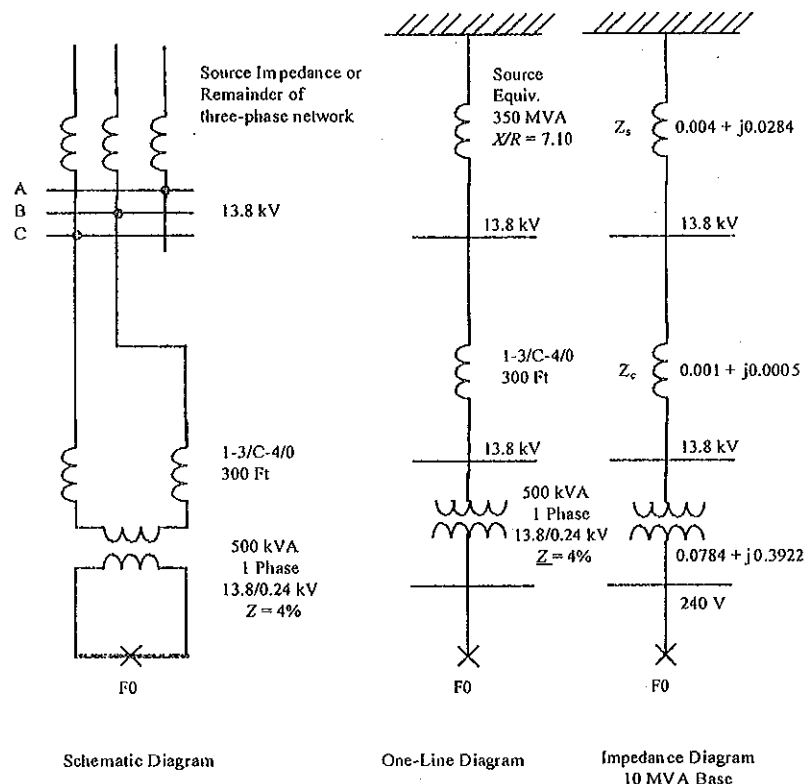 Source Impedance or
Remainder of
three-phase network
A
B
C
13.8 kV
1-3/C-4/0
300 Ft
500 kVA
1 Phase
13.8/0.24 kV
Z = 4%
F0
Schematic Diagram
Source
Equiv.
350 MVA
X/R = 7.10
13.8 kV
1-3/C-4/0
300 Ft
13.8 kV
500 kVA
1 Phase
13.8/0.24 kV
Z = 4%
F0
One-Line Diagram
Zs 0.004 + j0.0284
13.8 kV
Zc 0.001 + j0.0005
13.8 kV
0.0784 + j0.3922
240 V
F0
Impedance Diagram
10 MVA Base